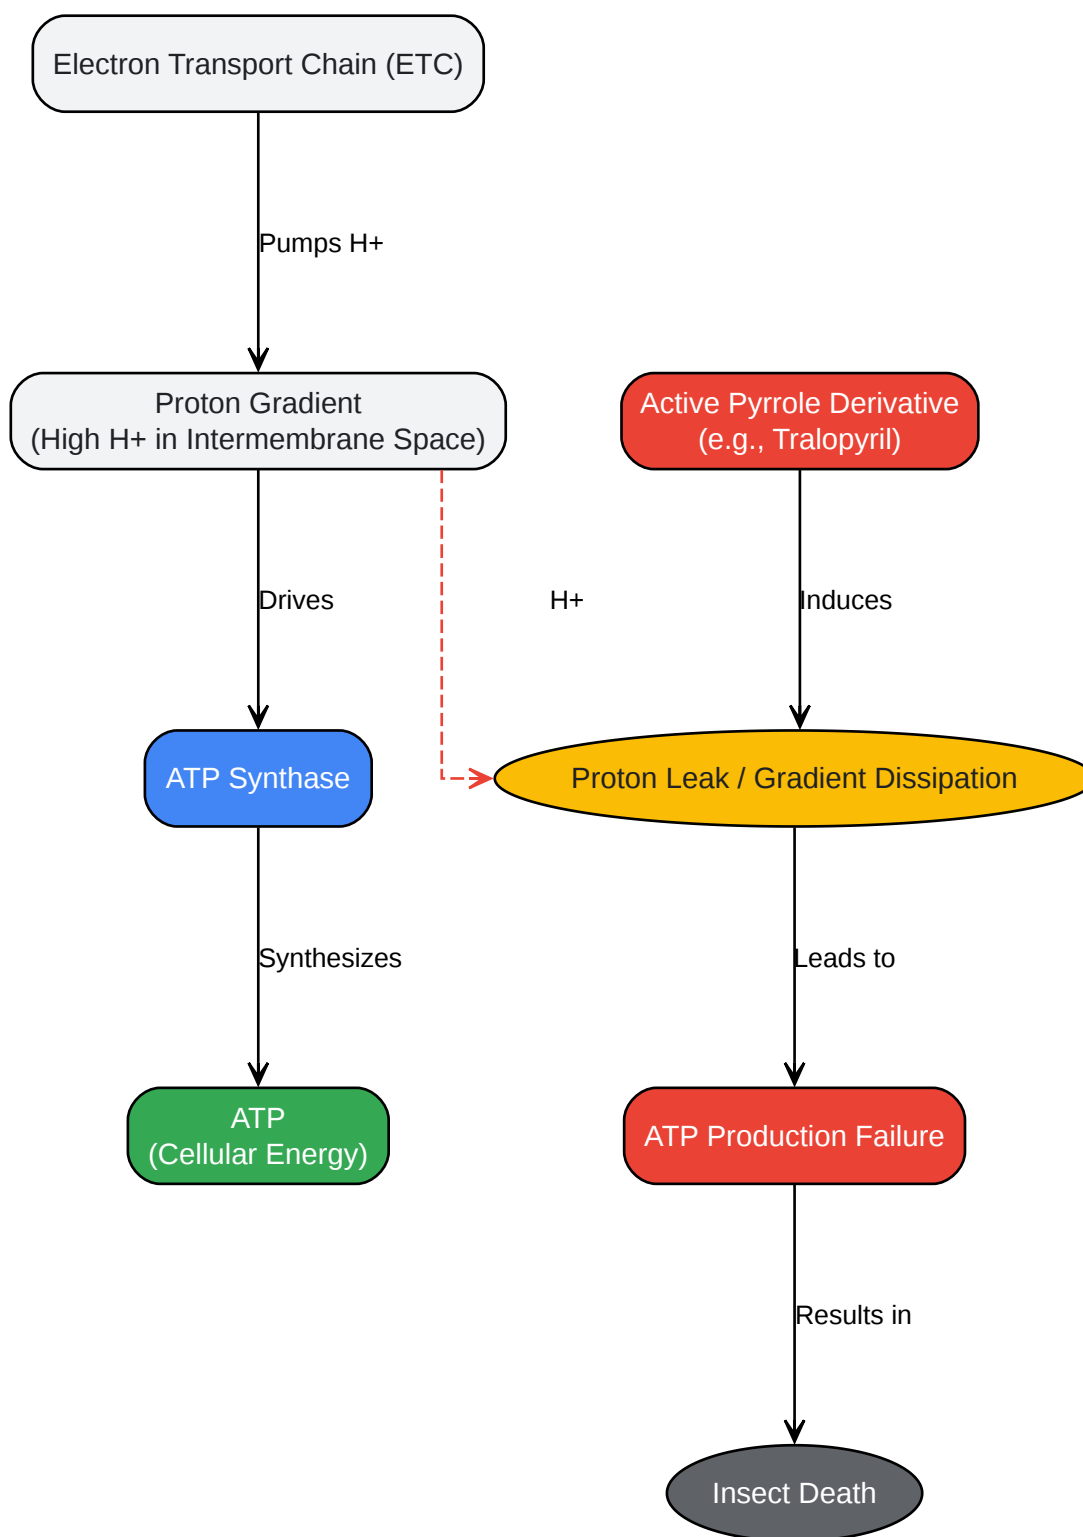 Electron Transport Chain (ETC)
Pumps H+
Proton Gradient
(High H+ in Intermembrane Space)
Active Pyrrole Derivative
(e.g., Tralopyril)
Drives
H+
Induces
ATP Synthase
Proton Leak / Gradient Dissipation
Synthesizes
Leads to
ATP
(Cellular Energy)
ATP Production Failure
Results in
Insect Death